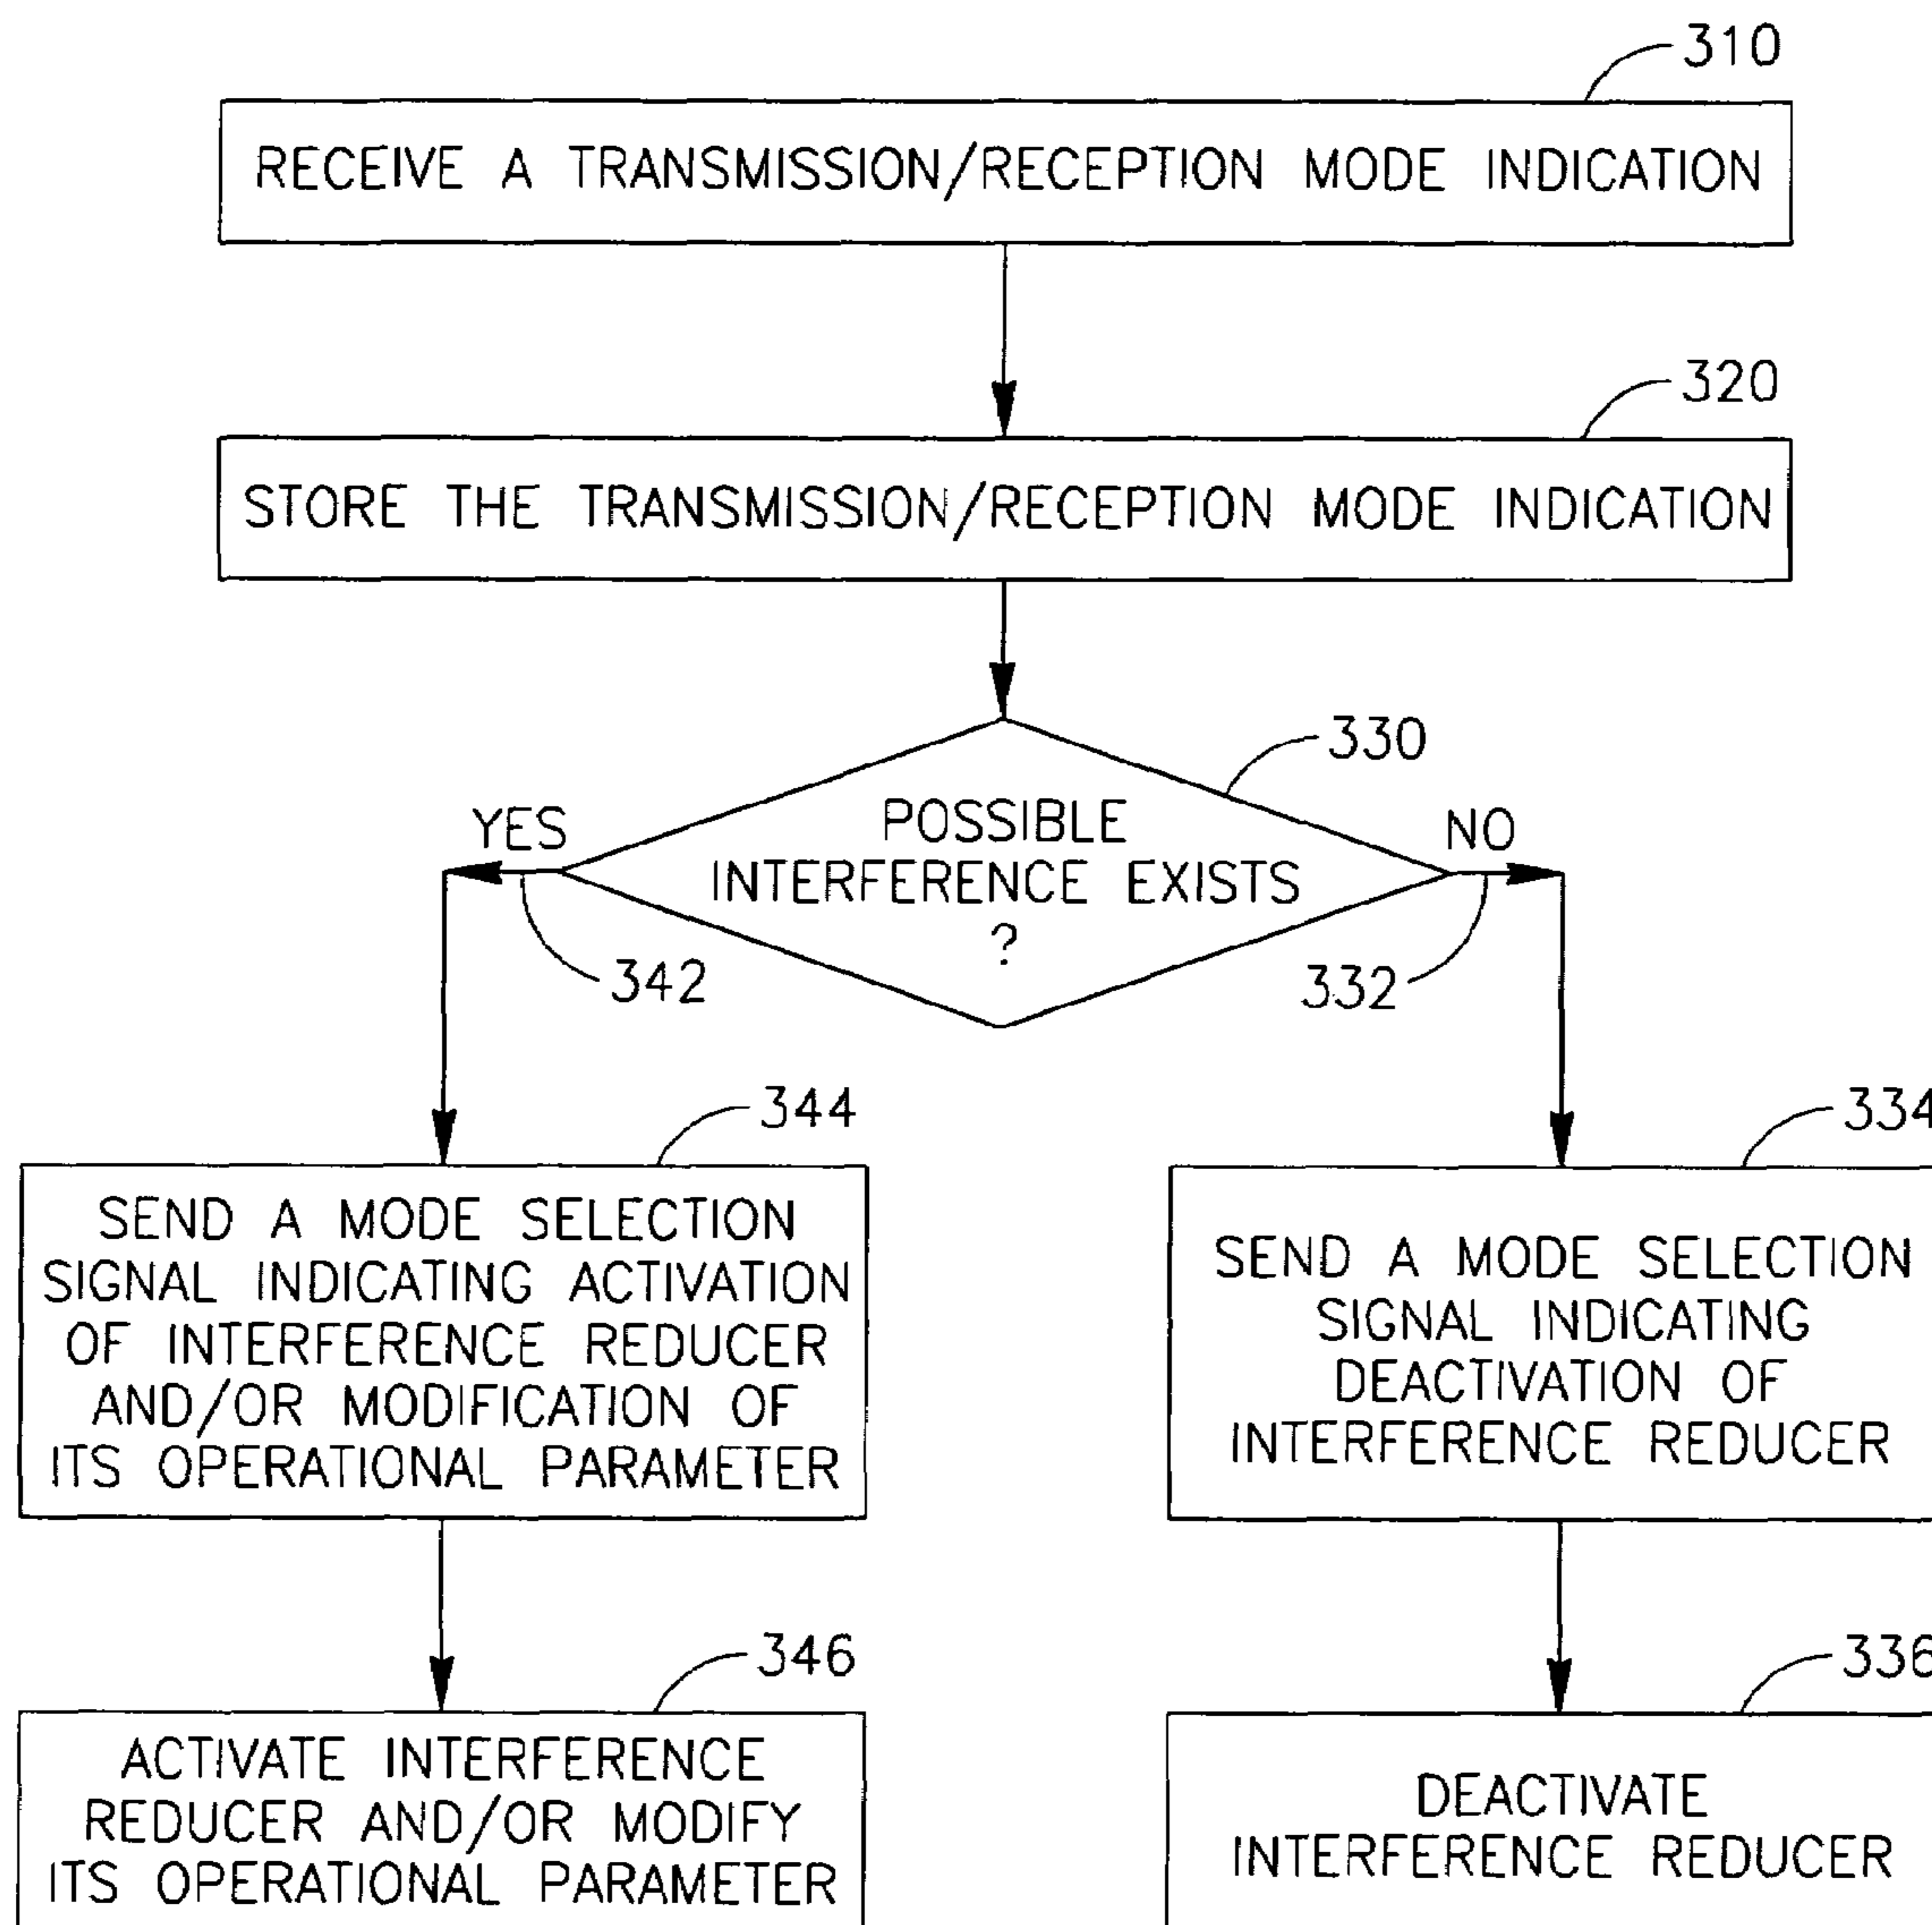 310
RECEIVE A TRANSMISSION/RECEPTION MODE INDICATION
320
STORE THE TRANSMISSION/RECEPTION MODE INDICATION
330
POSSIBLE
INTERFERENCE EXISTS
?
YES
NO
342
332
344
SEND A MODE SELECTION
SIGNAL INDICATING ACTIVATION
OF INTERFERENCE REDUCER
AND/OR MODIFICATION OF
ITS OPERATIONAL PARAMETER
334
SEND A MODE SELECTION
SIGNAL INDICATING
DEACTIVATION OF
INTERFERENCE REDUCER
346
ACTIVATE INTERFERENCE
REDUCER AND/OR MODIFY
ITS OPERATIONAL PARAMETER
336
DEACTIVATE
INTERFERENCE REDUCER